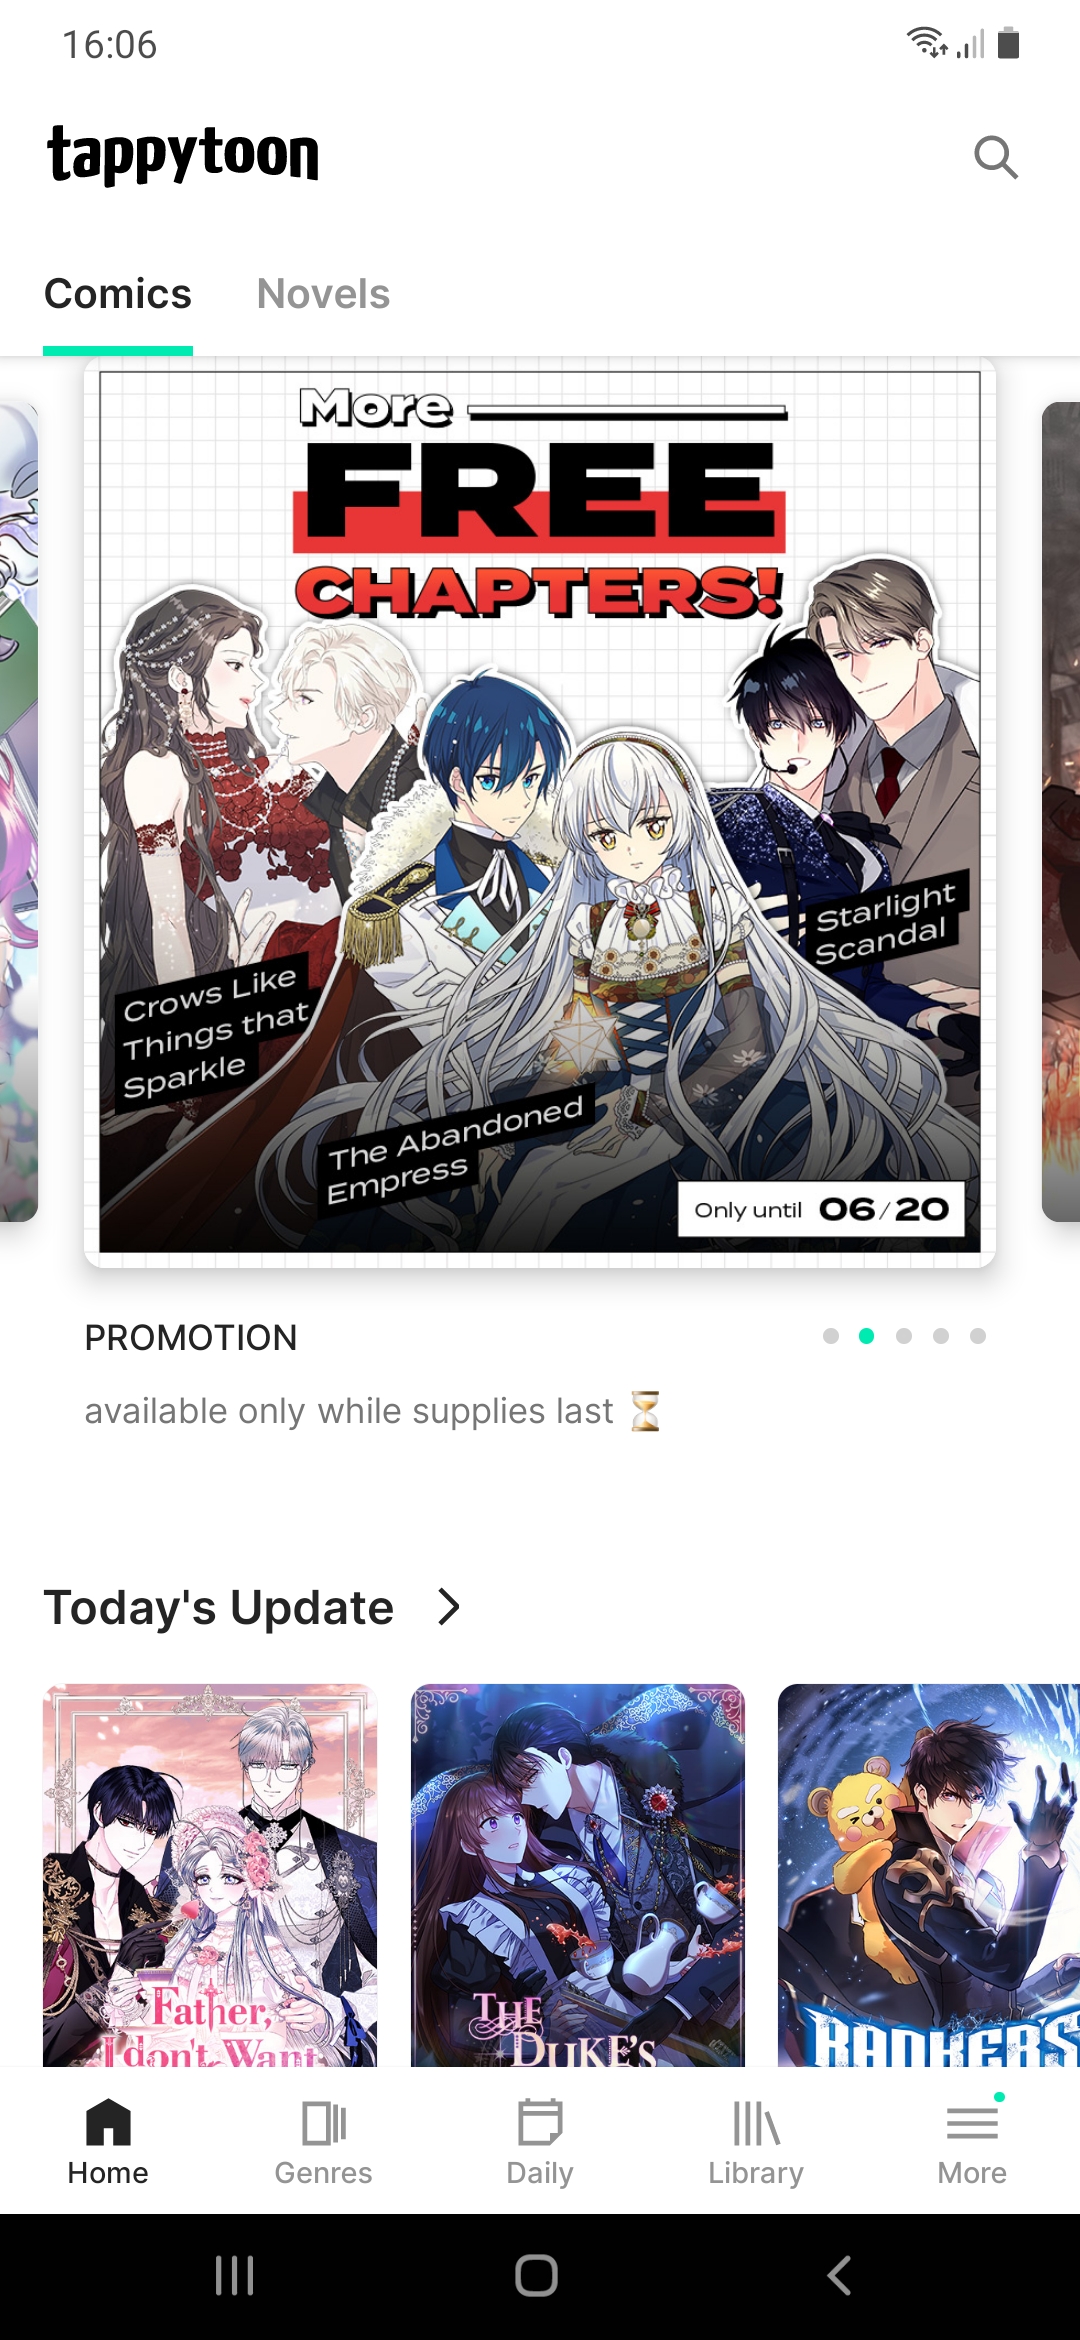 16:06
tappytoon
Comics Novels
More
FREE
CHAPTERS!
Starlight
Scandal
Crows Like
Things that
Sparkle
The Abandoned
Empress
Only until 06/20
PROMOTION
available only while supplies last
Today's Update
Father,
I don't Want
THE
DUKE'S
RANKER'S
Home Genres Daily Library More